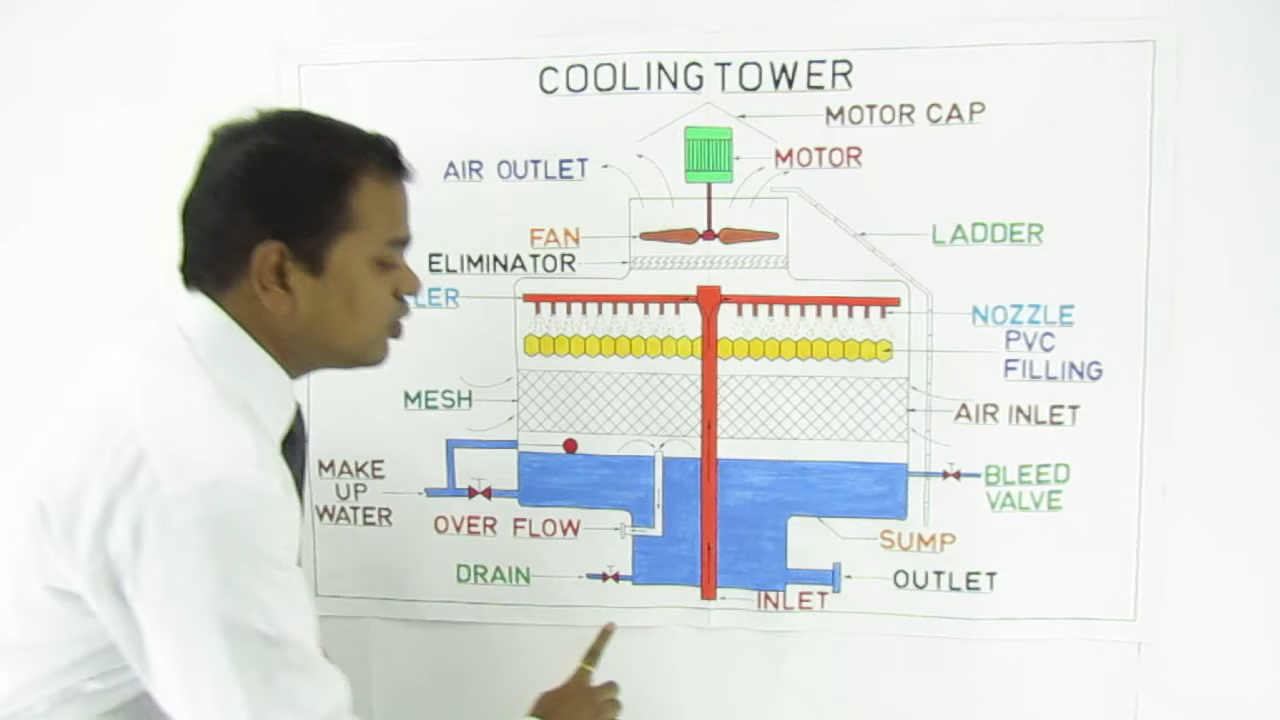 COOLING TOWER
MOTOR CAP
MOTOR
AIR OUTLET
LADDER
FAN
ELIMINATOR
NOZZLE
PVC
FILLING
MESH
AIR INLET
MAKE
UP
WATER
BLEED
VALVE
OVER FLOW
SUMP
DRAIN
OUTLET
INLET